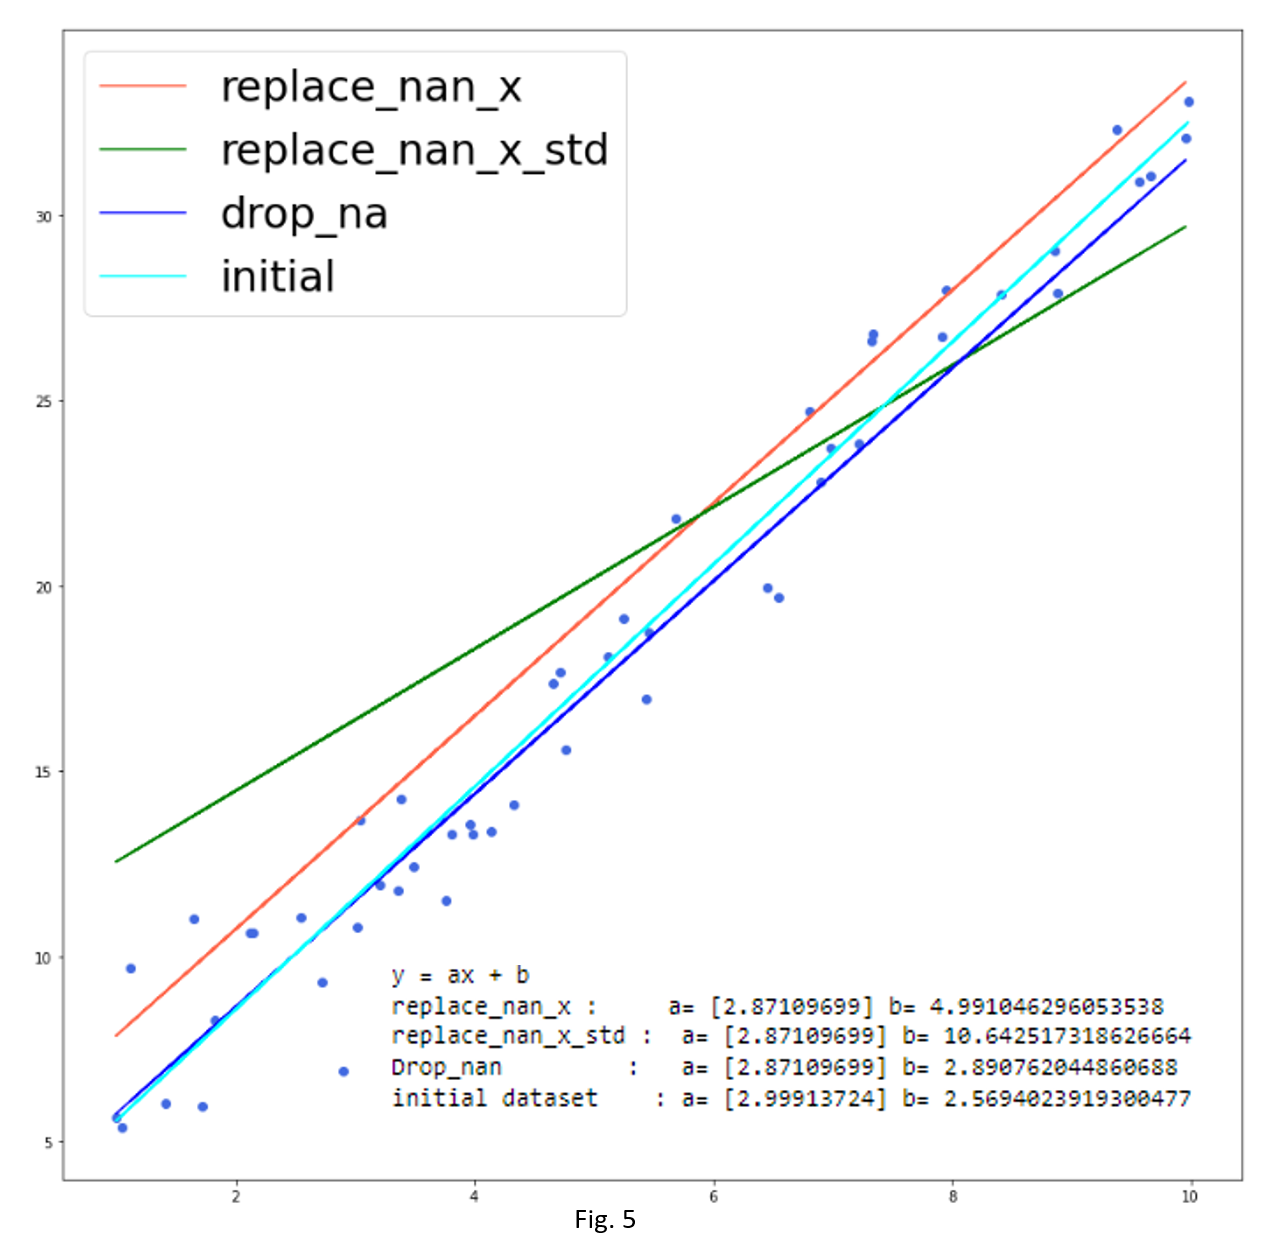 replace_nan_x
replace_nan_x_std
drop_na
initial
30
25
20
15
10
5
y = ax + b
replace_nan_x : a= [2.87109699] b= 4.991046296053538
replace_nan_x_std : a= [2.87109699] b= 10.642517318626664
Drop_nan : a= [2.87109699] b= 2.890762044860688
initial dataset : a= [2.99913724] b= 2.5694023919300477
2 4 6 8 10
Fig. 5